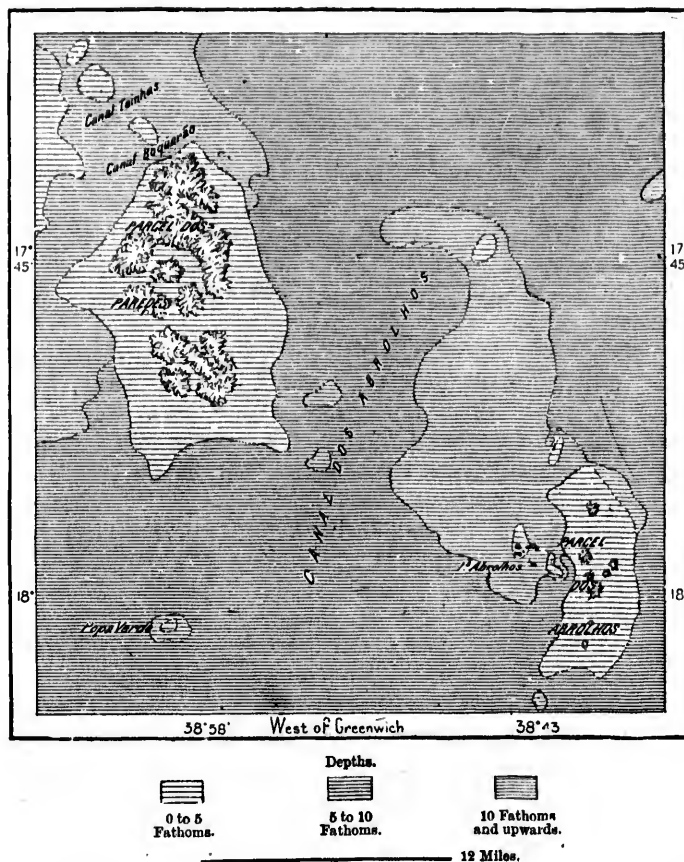 Canal Tainhas
Canal Boquerão
PARCEL DOS
PAREDES
17°
45'
17
45'
CANAL DOS ABROLHOS
PARCEL
Iˢ Abrolhos
DOS
ABROLHOS
18°
18
Popa Verde
38°58'
West of Greenwich
38°43
Depths.
0 to 5
Fathoms.
5 to 10
Fathoms.
10 Fathoms
and upwards.
12 Miles.